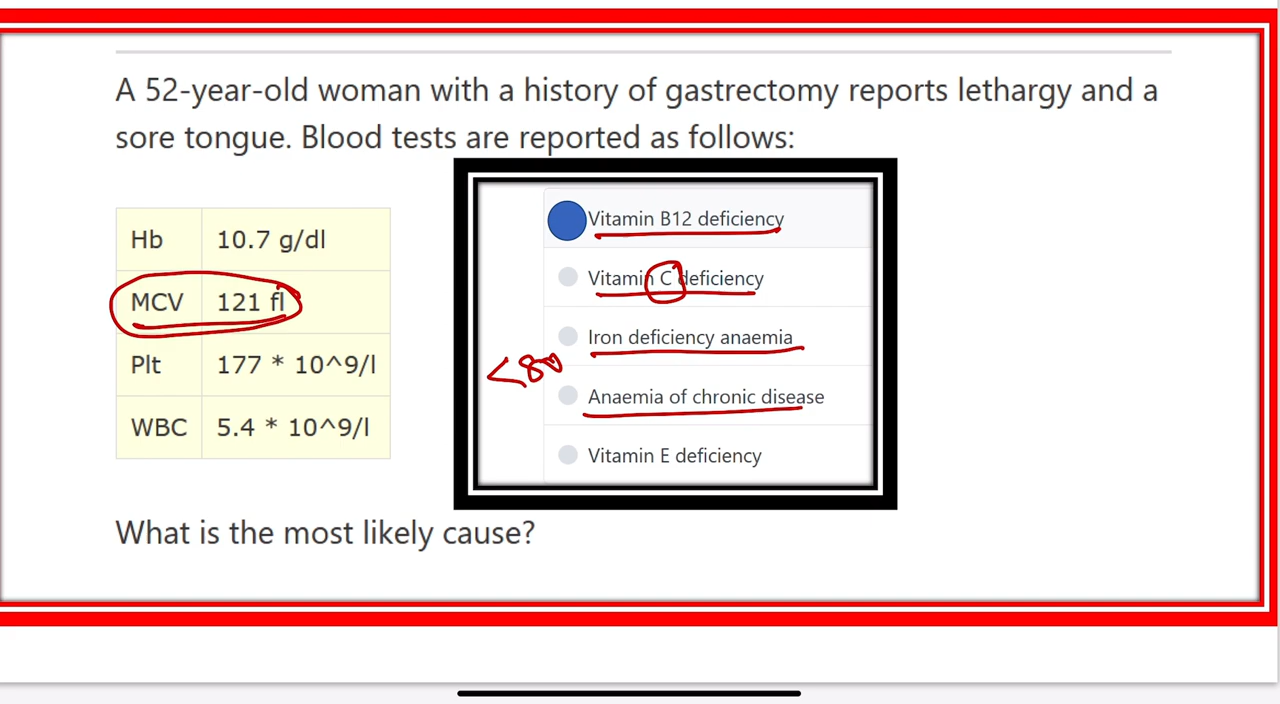 A 52-year-old woman with a history of gastrectomy reports lethargy and a
sore tongue. Blood tests are reported as follows:
Hb 10.7 g/dl
MCV 121 fl
Plt 177 * 10^9/l
WBC 5.4 * 10^9/l
Vitamin B12 deficiency
Vitamin C deficiency
Iron deficiency anaemia
<80
Anaemia of chronic disease
Vitamin E deficiency
What is the most likely cause?